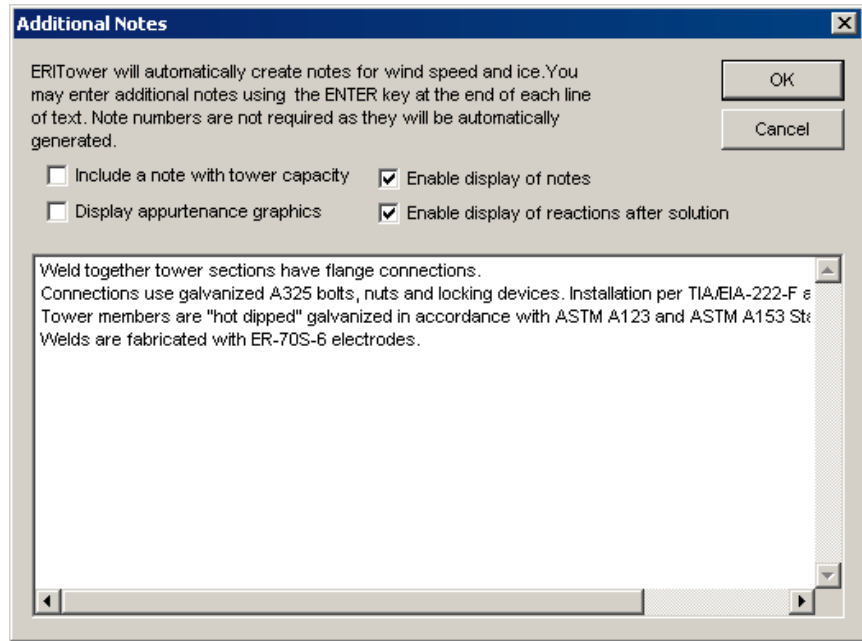 Additional Notes
ERITower will automatically create notes for wind speed and ice.You
may enter additional notes using the ENTER key at the end of each line
of text. Note numbers are not required as they will be automatically
generated.
OK
Cancel
Include a note with tower capacity
Enable display of notes
Display appurtenance graphics
Enable display of reactions after solution
Weld together tower sections have flange connections.
Connections use galvanized A325 bolts, nuts and locking devices. Installation per TIA/EIA-222-F
Tower members are "hot dipped" galvanized in accordance with ASTM A123 and ASTM A153
Welds are fabricated with ER-70S-6 electrodes.